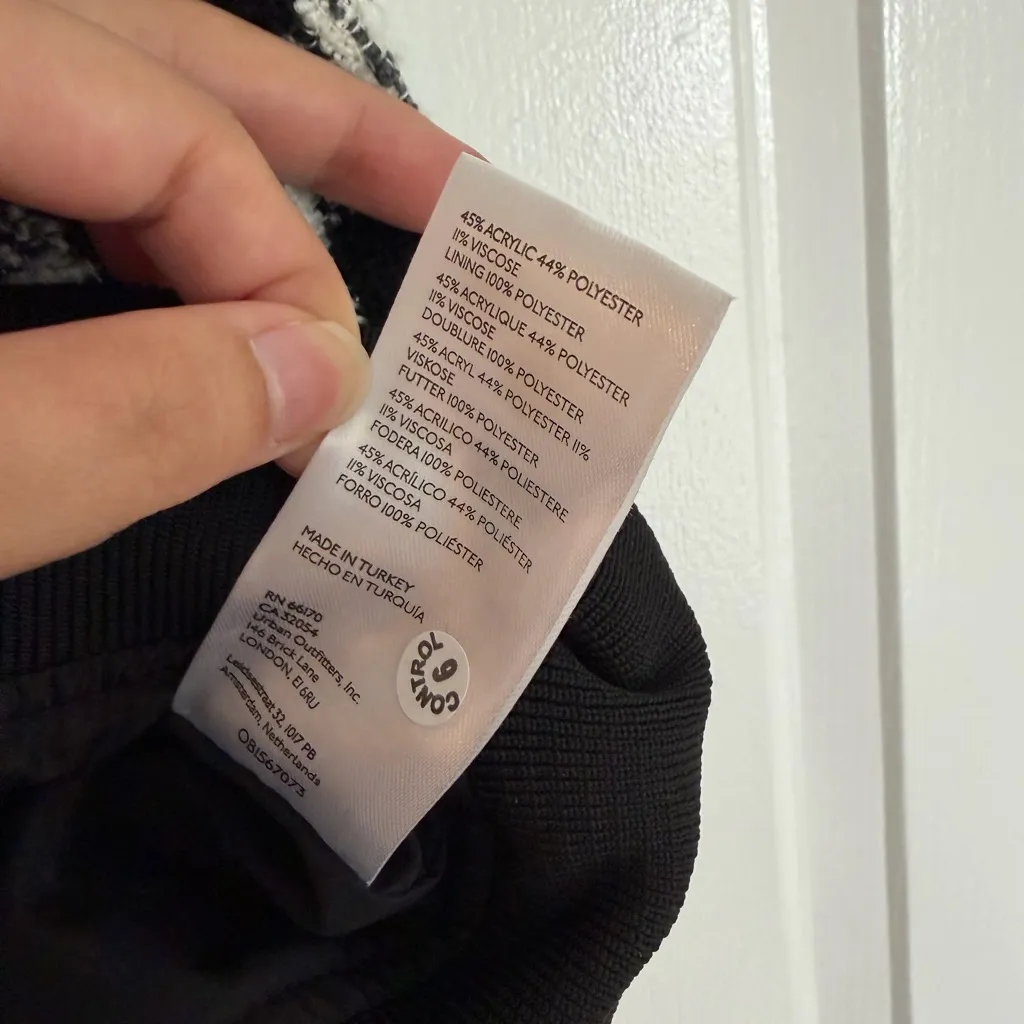 45% ACRYLIC 44% POLYESTER
11% VISCOSE
LINING 100% POLYESTER
45% ACRYLIQUE 44% POLYESTER
11% VISCOSE
DOUBLURE 100% POLYESTER
45% ACRYL 44% POLYESTER 11%
VISKOSE
FUTTER 100% POLYESTER
45% ACRILICO 44% POLIESTERE
11% VISCOSA
FODERA 100% POLIESTERE
45% ACRÍLICO 44% POLIÉSTER
11% VISCOSA
FORRO 100% POLIÉSTER
MADE IN TURKEY
HECHO EN TURQUÍA
RN 66170
CA 32054
Urban Outfitters, Inc.
146 Brick Lane
LONDON, E1 6RU
Leidsestraat 32, 1017 PB
Amsterdam, Netherlands
OB1567073
CONTROL
9